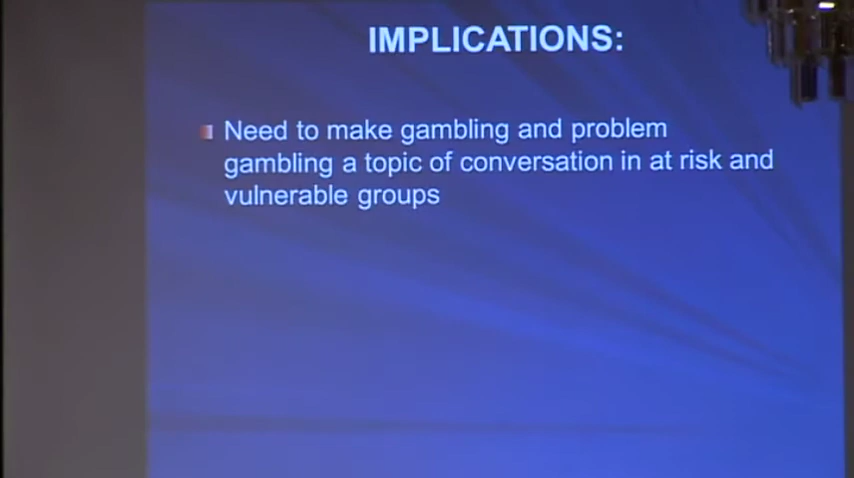 IMPLICATIONS:
Need to make gambling and problem
gambling a topic of conversation in at risk and
vulnerable groups